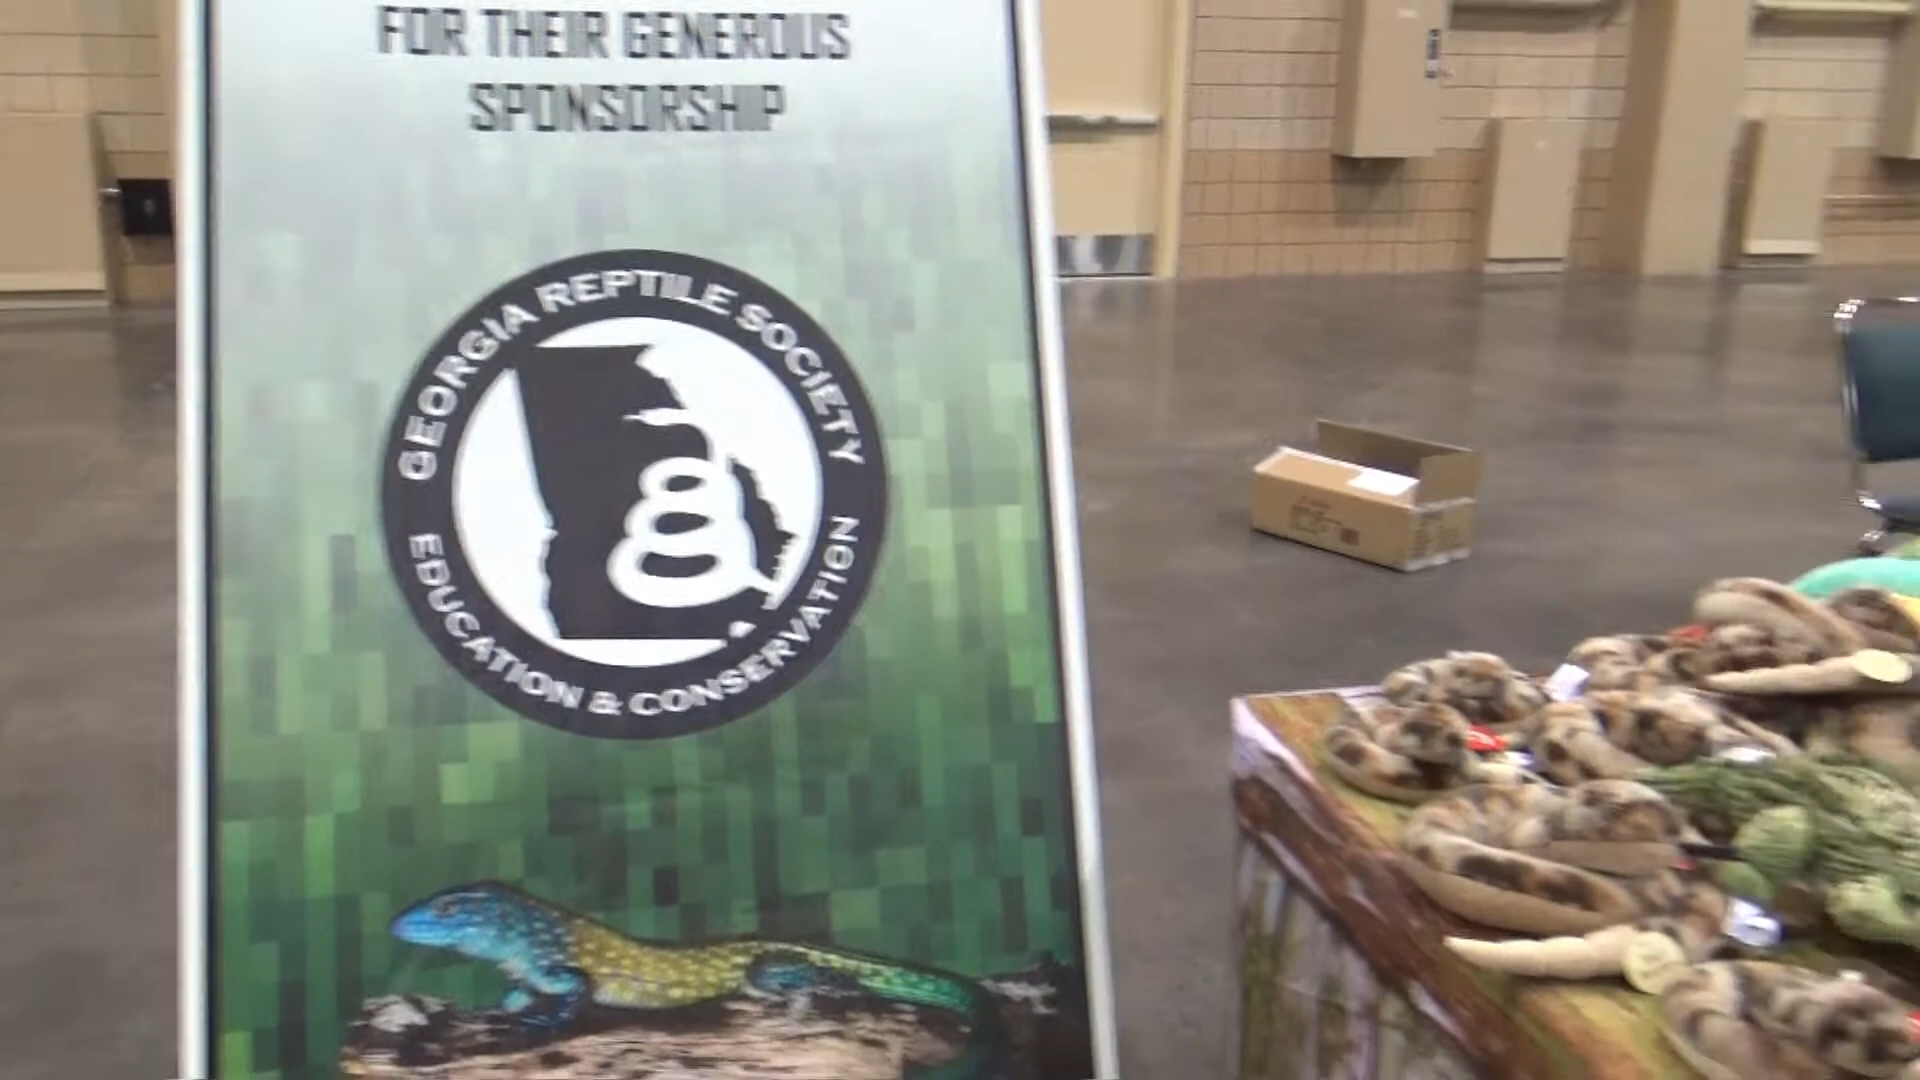 FOR THEIR GENEROUS
SPONSORSHIP
GEORGIA REPTILE SOCIETY
EDUCATION & CONSERVATION